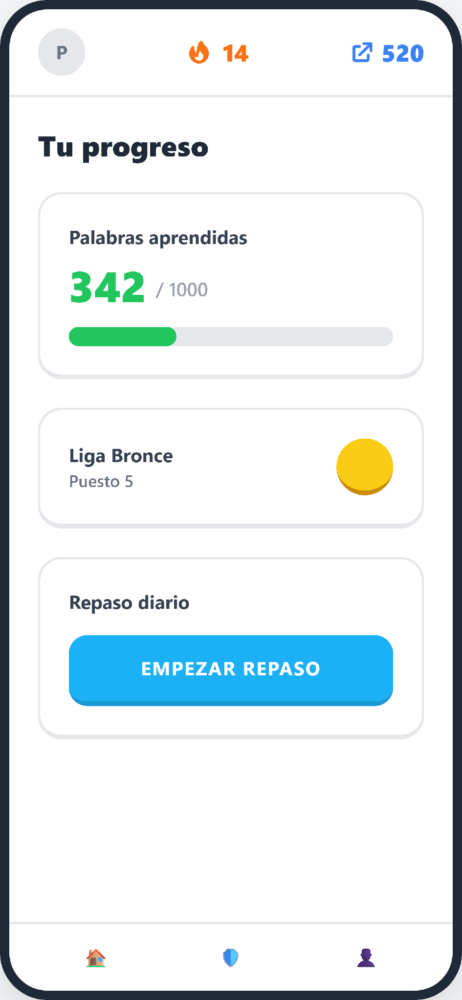 P
14
520
Tu progreso
Palabras aprendidas
342 / 1000
Liga Bronce
Puesto 5
Repaso diario
EMPEZAR REPASO